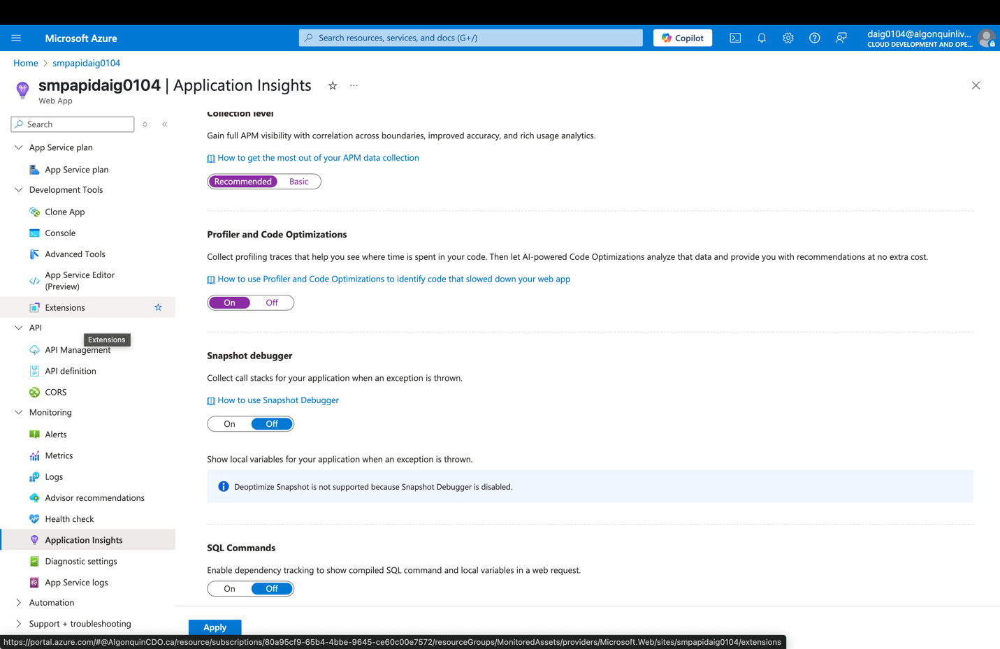 Microsoft Azure
Search resources, services, and docs (G+/)
Copilot
daig0104@algonquinliv...
CLOUD DEVELOPMENT AND OPE...
Home > smpapidaig0104
smpapidaig0104 | Application Insights
Web App
Search
App Service plan
App Service plan
Development Tools
Clone App
Console
Advanced Tools
App Service Editor
(Preview)
Extensions
API
Extensions
API Management
API definition
CORS
Monitoring
Alerts
Metrics
Logs
Advisor recommendations
Health check
Application Insights
Diagnostic settings
App Service logs
Automation
Support + troubleshooting
Collection level
Gain full APM visibility with correlation across boundaries, improved accuracy, and rich usage analytics.
How to get the most out of your APM data collection
Recommended Basic
Profiler and Code Optimizations
Collect profiling traces that help you see where time is spent in your code. Then let AI-powered Code Optimizations analyze that data and provide you with recommendations at no extra cost.
How to use Profiler and Code Optimizations to identify code that slowed down your web app
On Off
Snapshot debugger
Collect call stacks for your application when an exception is thrown.
How to use Snapshot Debugger
On Off
Show local variables for your application when an exception is thrown.
Deoptimize Snapshot is not supported because Snapshot Debugger is disabled.
SQL Commands
Enable dependency tracking to show compiled SQL command and local variables in a web request.
On Off
Apply
https://portal.azure.com/#@AlgonquinCDO.ca/resource/subscriptions/80a95cf9-65b4-4bbe-9645-ce60c00e7572/resourceGroups/MonitoredAssets/providers/Microsoft.Web/sites/smpapidaig0104/extensions